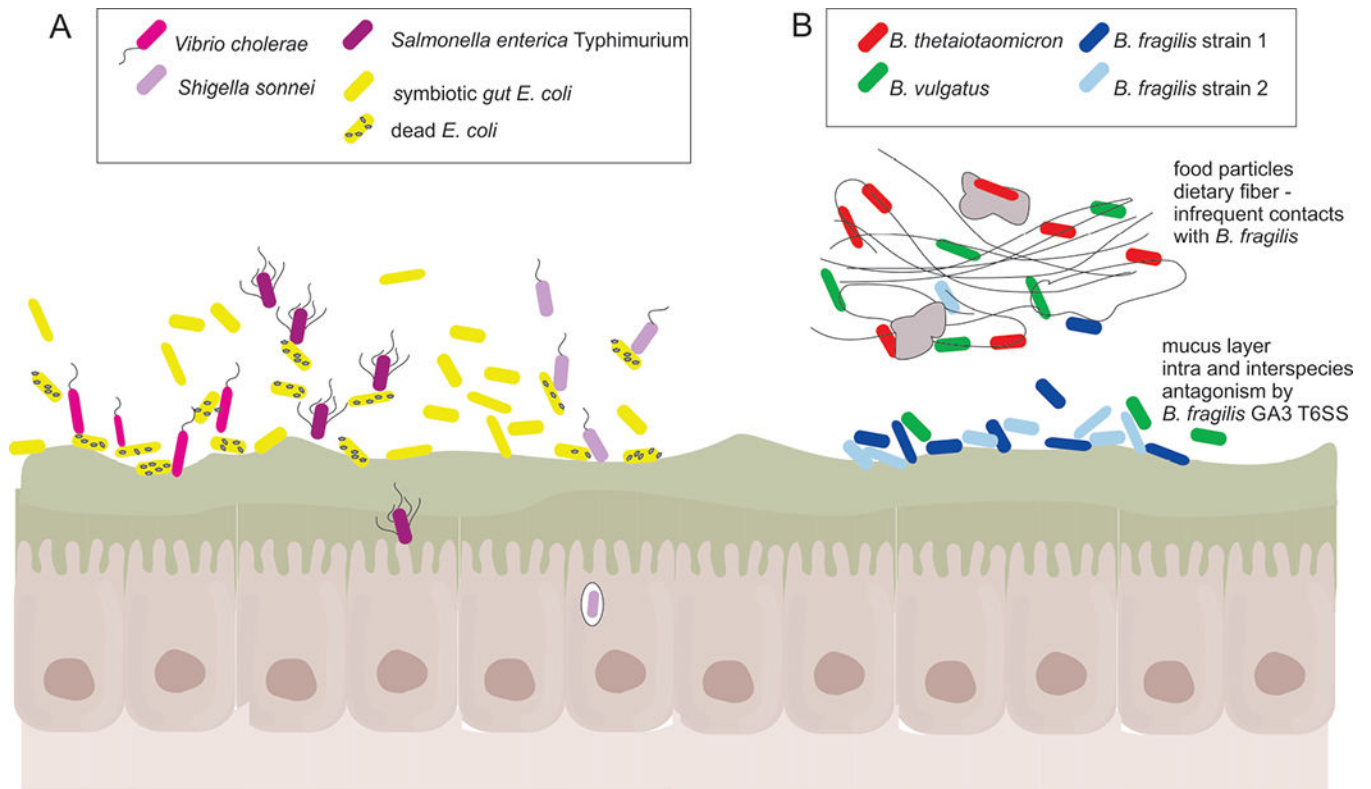 A
Vibrio cholerae
Shigella sonnei
Salmonella enterica Typhimurium
symbiotic gut E. coli
dead E. coli
B
B. thetaiotaomicron
B. vulgatus
B. fragilis strain 1
B. fragilis strain 2
food particles
dietary fiber -
infrequent contacts
with B. fragilis
mucus layer
intra and interspecies
antagonism by
B. fragilis GA3 T6SS